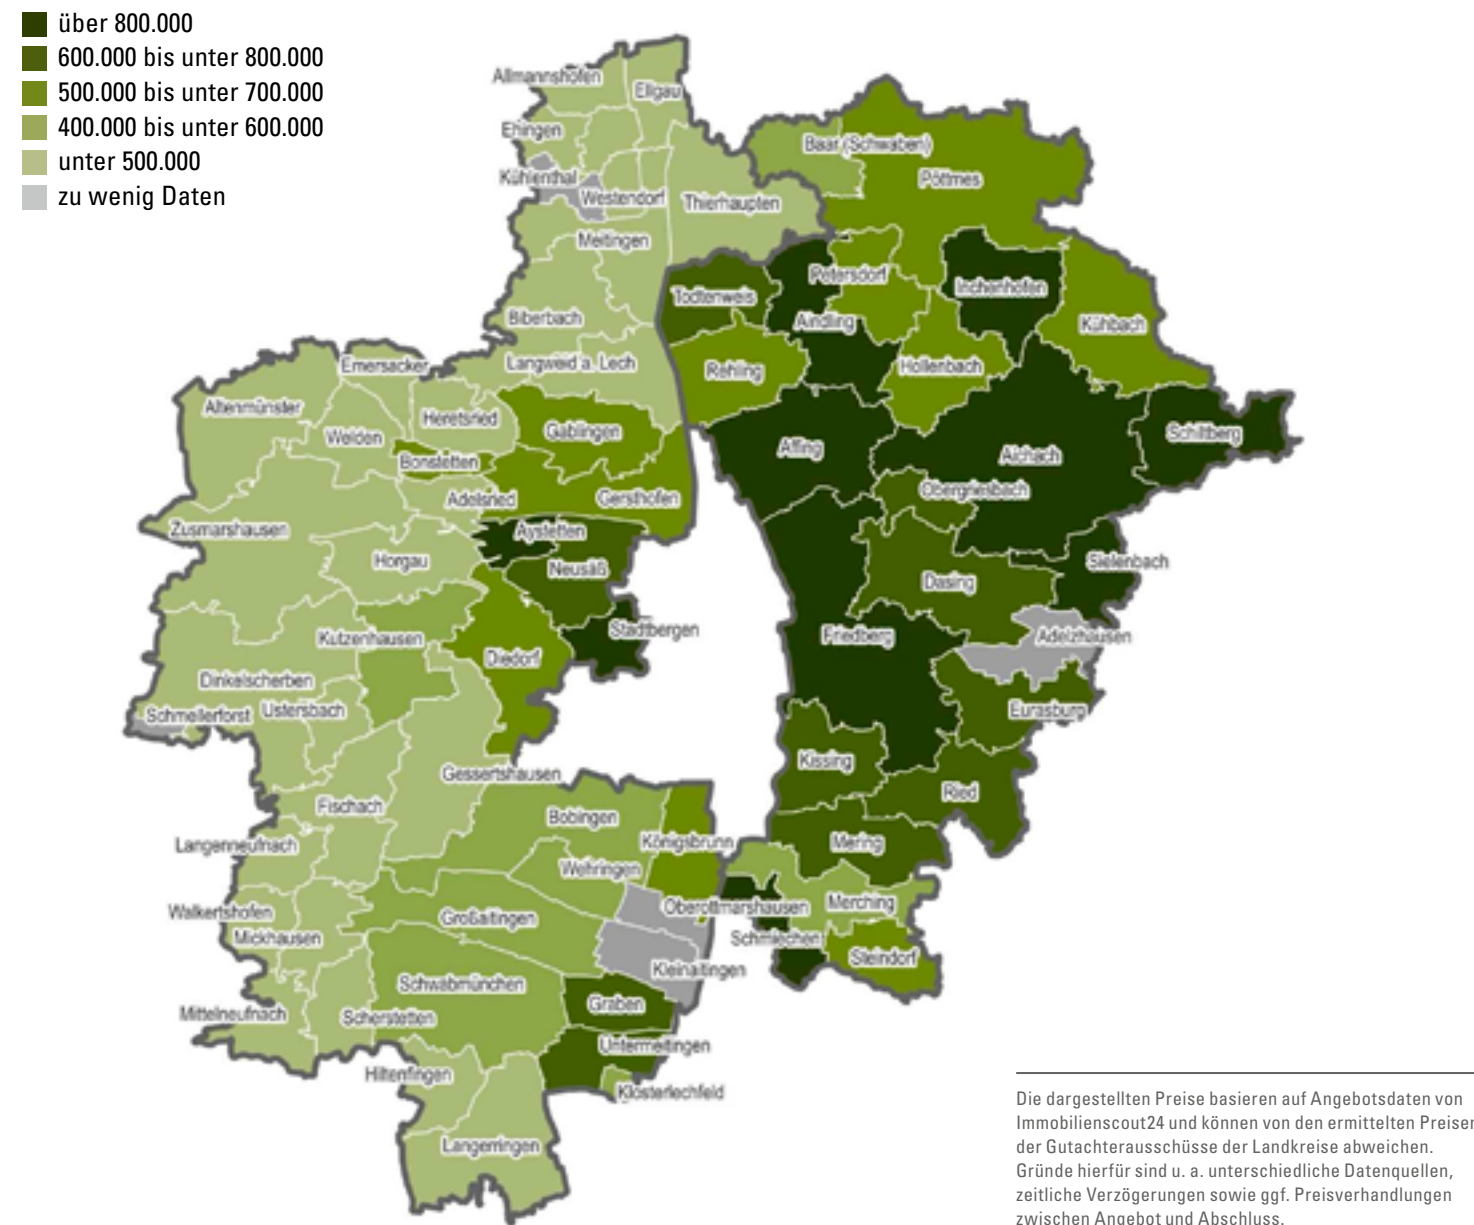 über 800.000
600.000 bis unter 800.000
500.000 bis unter 700.000
400.000 bis unter 600.000
unter 500.000
zu wenig Daten
Allmannshofen
Ellgau
Ehingen
Baar (Schwaben)
Kühlenthal
Pöttmes
Westendorf
Thierhaupten
Meitingen
Petersdorf
Inchenhofen
Todtenweis
Biberbach
Aindling
Kühbach
Langweid a. Lech
Emersacker
Rehling
Hollenbach
Altenmünster
Heretsried
Welden
Gablingen
Schiltberg
Affing
Aichach
Bonstetten
Obergriesbach
Adelsried
Gersthofen
Zusmarshausen
Aystetten
Horgau
Sielenbach
Neusäß
Dasing
Stadtbergen
Kutzenhausen
Friedberg
Adelzhausen
Diedorf
Dinkelscherben
Schmellerforst
Ustersbach
Eurasburg
Kissing
Gessertshausen
Ried
Fischach
Bobingen
Königsbrunn
Mering
Langenneufnach
Wehringen
Merching
Oberottmarshausen
Walkertshofen
Großaitingen
Mickhausen
Schmiechen
Steindorf
Kleinaitingen
Schwabmünchen
Graben
Mittelneufnach
Scherstetten
Untermeitingen
Hiltenfingen
Klosterlechfeld
Langerringen
Die dargestellten Preise basieren auf Angebotsdaten von
Immobilienscout24 und können von den ermittelten Preisen
der Gutachterausschüsse der Landkreise abweichen.
Gründe hierfür sind u. a. unterschiedliche Datenquellen,
zeitliche Verzögerungen sowie ggf. Preisverhandlungen
zwischen Angebot und Abschluss.